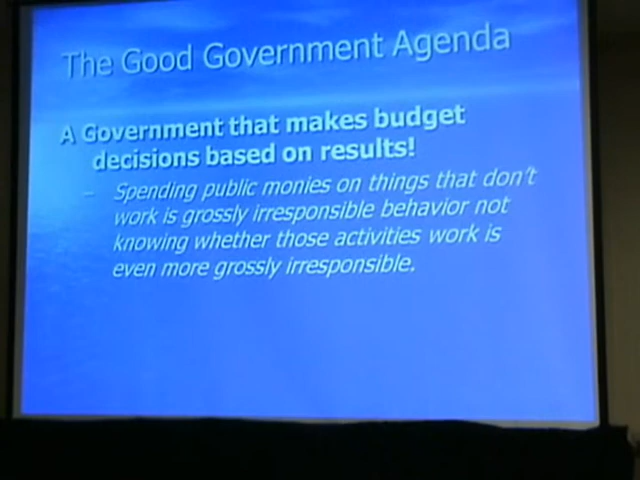 The Good Government Agenda
A Government that makes budget
decisions based on results!
– Spending public monies on things that don't
work is grossly irresponsible behavior not
knowing whether those activities work is
even more grossly irresponsible.